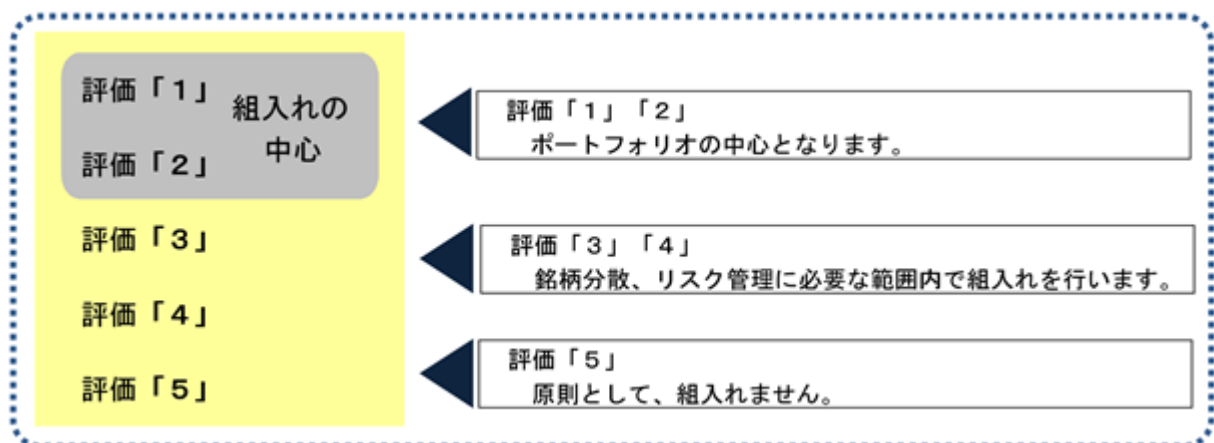 評価「１」
組入れの
中心
評価「２」
評価「３」
評価「４」
評価「５」
評価「１」「２」
ポートフォリオの中心となります。
評価「３」「４」
銘柄分散、リスク管理に必要な範囲内で組入れを行います。
評価「５」
原則として、組入れません。